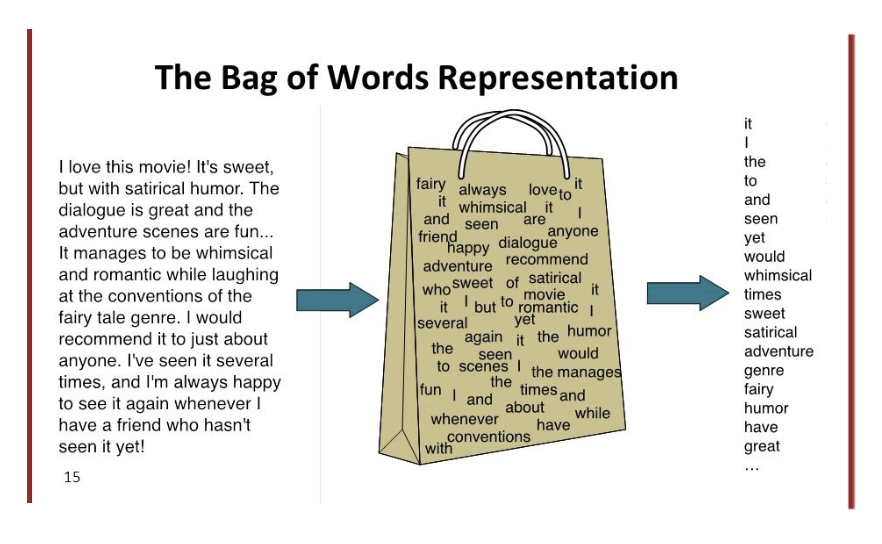 The Bag of Words Representation
I love this movie! It's sweet,
but with satirical humor. The
dialogue is great and the
adventure scenes are fun...
It manages to be whimsical
and romantic while laughing
at the conventions of the
fairy tale genre. I would
recommend it to just about
anyone. I've seen it several
times, and I'm always happy
to see it again whenever I
have a friend who hasn't
seen it yet!
15
fairy always love to it
it whimsical it I
and seen are anyone
friend happy dialogue
adventure recommend
who sweet of satirical
it I but to movie romantic it I
several yet
again it the humor
the seen would
to scenes I the manages
fun I and the times and
whenever about while
have
conventions
with
it
I
the
to
and
seen
yet
would
whimsical
times
sweet
satirical
adventure
genre
fairy
humor
have
great
...